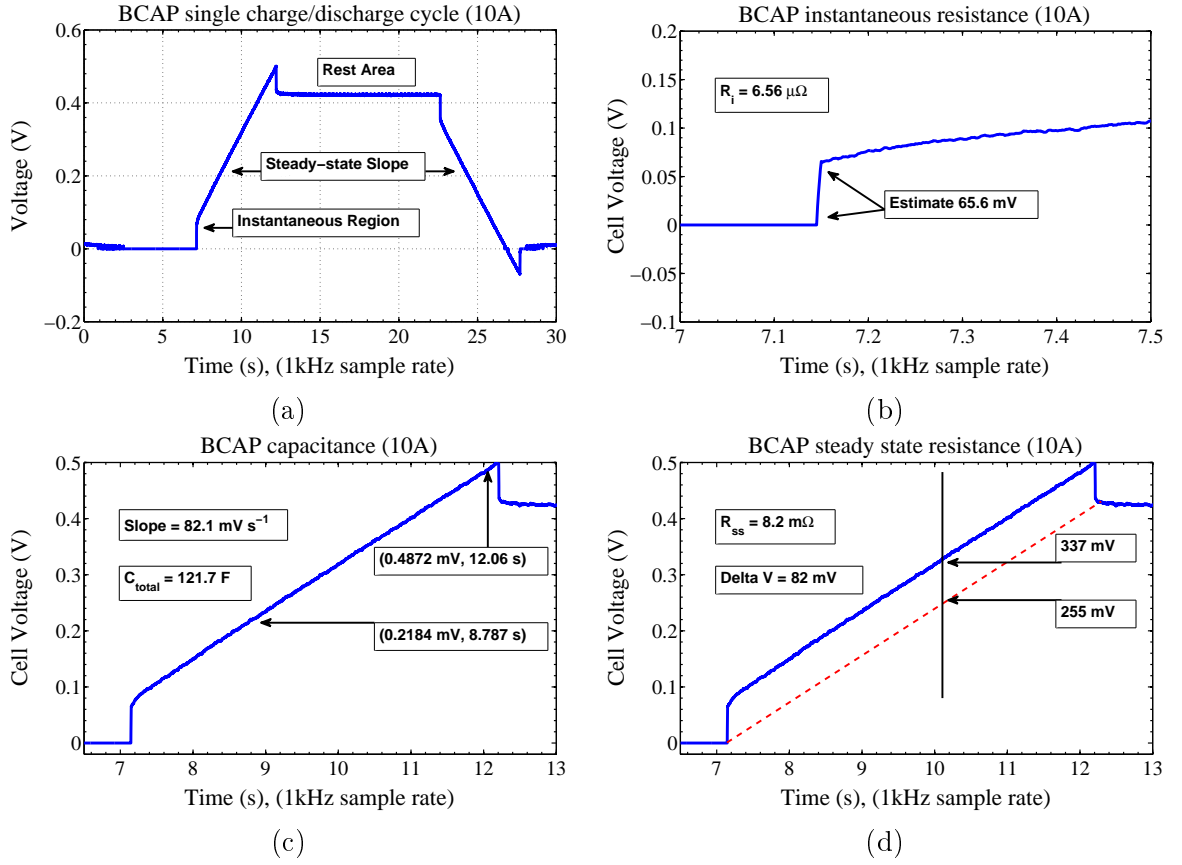 BCAP single charge/discharge cycle (10A)
0.6
0.4
0.2
0
−0.2
Voltage (V)
Rest Area
Steady−state Slope
Instantaneous Region
0 5 10 15 20 25 30
Time (s), (1kHz sample rate)
(a)
BCAP instantaneous resistance (10A)
0.2
0.15
0.1
0.05
0
−0.05
−0.1
Cell Voltage (V)
R_i = 6.56 μΩ
Estimate 65.6 mV
7 7.1 7.2 7.3 7.4 7.5
Time (s), (1kHz sample rate)
(b)
BCAP capacitance (10A)
0.5
0.4
0.3
0.2
0.1
0
Cell Voltage (V)
Slope = 82.1 mV s⁻¹
C_total = 121.7 F
(0.4872 mV, 12.06 s)
(0.2184 mV, 8.787 s)
7 8 9 10 11 12 13
Time (s), (1kHz sample rate)
(c)
BCAP steady state resistance (10A)
0.5
0.4
0.3
0.2
0.1
0
Cell Voltage (V)
R_ss = 8.2 mΩ
Delta V = 82 mV
337 mV
255 mV
7 8 9 10 11 12 13
Time (s), (1kHz sample rate)
(d)